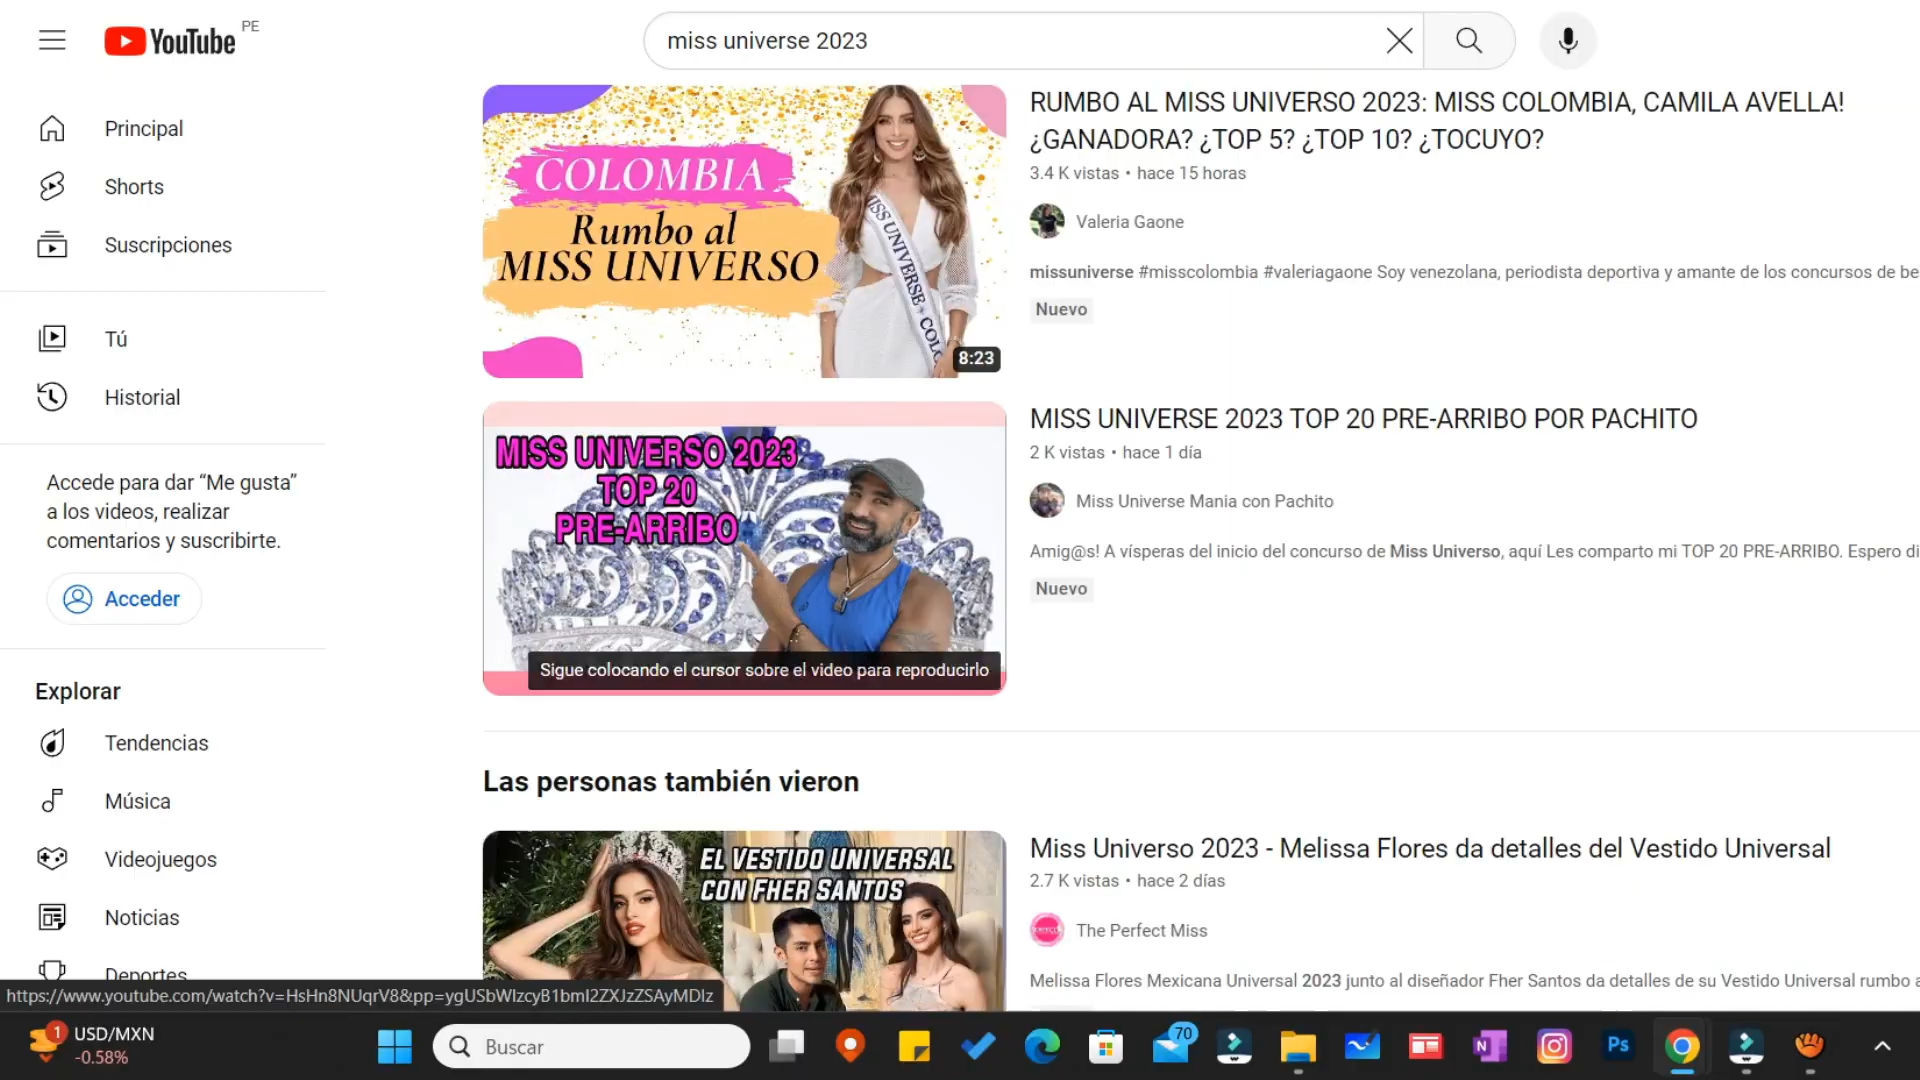 YouTube PE
miss universe 2023
Principal
Shorts
Suscripciones
Tú
Historial
Accede para dar “Me gusta”
a los videos, realizar
comentarios y suscribirte.
Acceder
Explorar
Tendencias
Música
Videojuegos
Noticias
Deportes
COLOMBIA
Rumbo al
MISS UNIVERSO
MISS UNIVERSE COL
8:23
RUMBO AL MISS UNIVERSO 2023: MISS COLOMBIA, CAMILA AVELLA!
¿GANADORA? ¿TOP 5? ¿TOP 10? ¿TOCUYO?
3.4 K vistas • hace 15 horas
Valeria Gaone
missuniverse #misscolombia #valeriagaone Soy venezolana, periodista deportiva y amante de los concursos de be
Nuevo
MISS UNIVERSO 2023
TOP 20
PRE-ARRIBO
Sigue colocando el cursor sobre el video para reproducirlo
MISS UNIVERSE 2023 TOP 20 PRE-ARRIBO POR PACHITO
2 K vistas • hace 1 día
Miss Universe Mania con Pachito
Amig@s! A vísperas del inicio del concurso de Miss Universo, aquí Les comparto mi TOP 20 PRE-ARRIBO. Espero di
Nuevo
Las personas también vieron
EL VESTIDO UNIVERSAL
CON FHER SANTOS
Miss Universo 2023 - Melissa Flores da detalles del Vestido Universal
2.7 K vistas • hace 2 días
The Perfect Miss
Melissa Flores Mexicana Universal 2023 junto al diseñador Fher Santos da detalles de su Vestido Universal rumbo a
https://www.youtube.com/watch?v=HsHn8NUqrV8&pp=ygUSbWlzcyB1bml2ZXJzZSAyMDIz
1
USD/MXN
-0.58%
Buscar
70
N
Ps